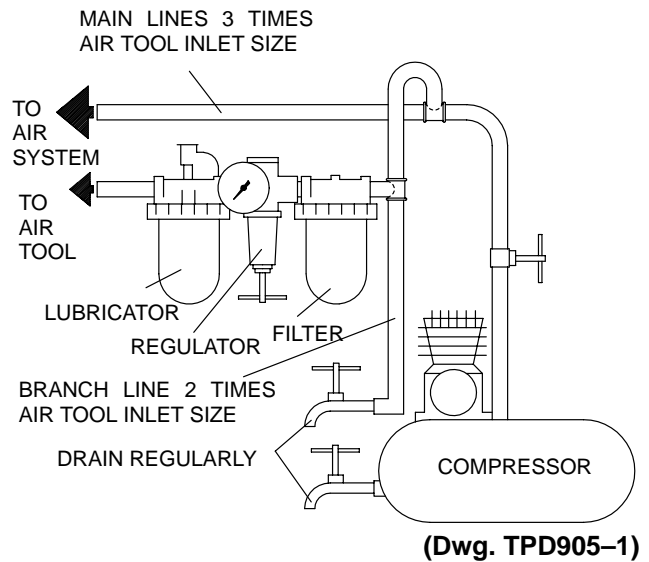 MAIN LINES 3 TIMES
AIR TOOL INLET SIZE
TO
AIR
SYSTEM
TO
AIR
TOOL
LUBRICATOR
REGULATOR
FILTER
BRANCH LINE 2 TIMES
AIR TOOL INLET SIZE
DRAIN REGULARLY
COMPRESSOR
(Dwg. TPD905–1)